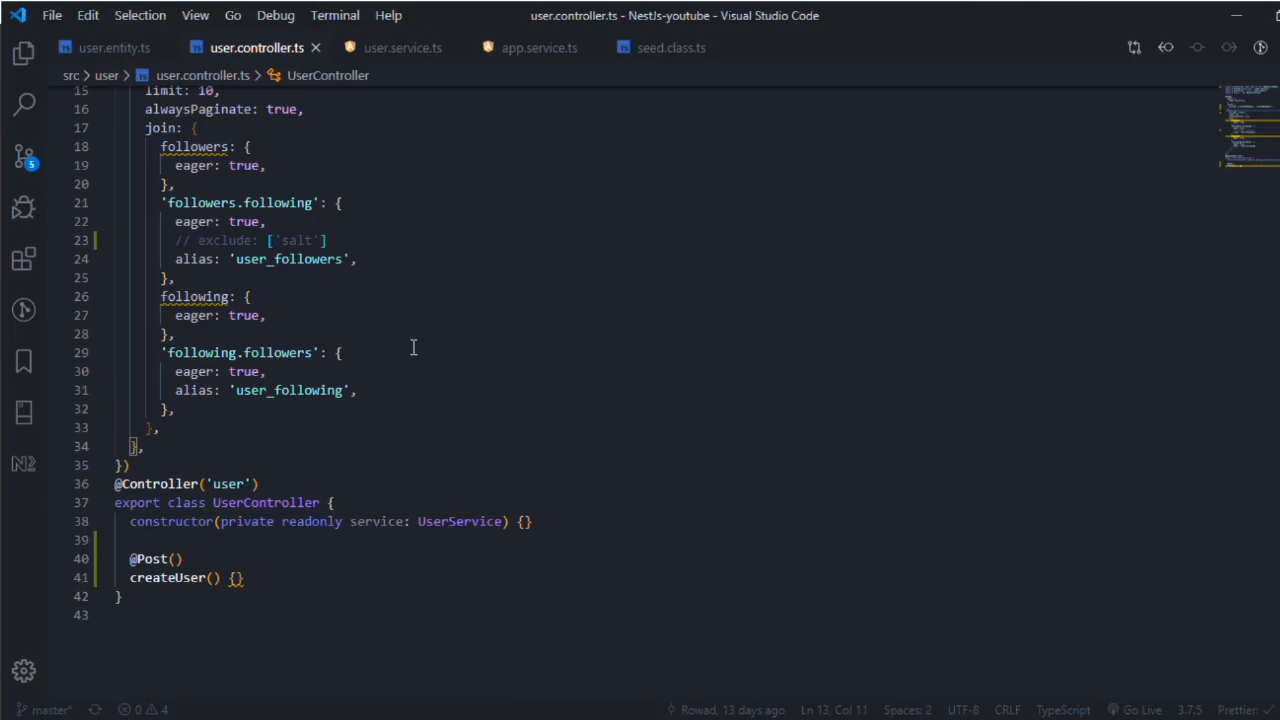 File Edit Selection View Go Debug Terminal Help user.controller.ts - NestJs-youtube - Visual Studio Code
TS user.entity.ts TS user.controller.ts user.service.ts app.service.ts TS seed.class.ts
src > user > TS user.controller.ts > UserController
15 limit: 10,
16 alwaysPaginate: true,
17 join: {
18 followers: {
19 eager: true,
20 },
21 'followers.following': {
22 eager: true,
23 // exclude: ['salt']
24 alias: 'user_followers',
25 },
26 following: {
27 eager: true,
28 },
29 'following.followers': {
30 eager: true,
31 alias: 'user_following',
32 },
33 },
34 },
35 })
36 @Controller('user')
37 export class UserController {
38 constructor(private readonly service: UserService) {}
39
40 @Post()
41 createUser() {}
42 }
43
5
master* 0 4 Rowad, 13 days ago Ln 13, Col 11 Spaces: 2 UTF-8 CRLF TypeScript Go Live 3.7.5 Prettier: ✓